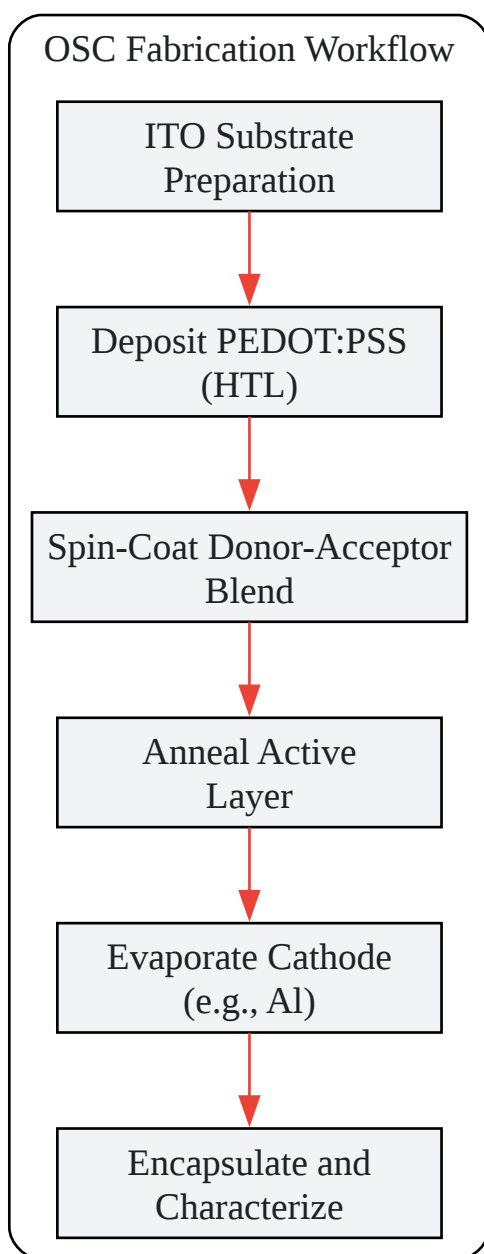 OSC Fabrication Workflow
ITO Substrate
Preparation
Deposit PEDOT:PSS
(HTL)
Spin-Coat Donor-Acceptor
Blend
Anneal Active
Layer
Evaporate Cathode
(e.g., Al)
Encapsulate and
Characterize